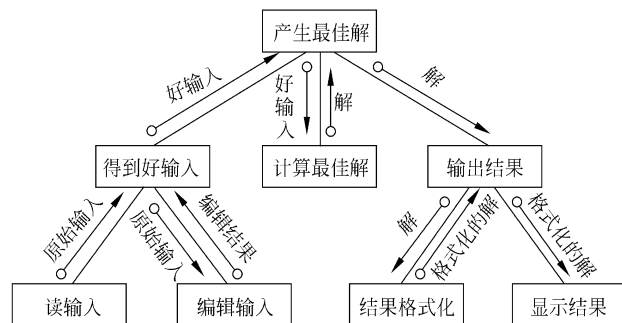 产生最佳解
好输入
好输入
解
解
得到好输入
计算最佳解
输出结果
原始输入
原始输入
编辑结果
解
格式化的解
格式化的解
读输入
编辑输入
结果格式化
显示结果